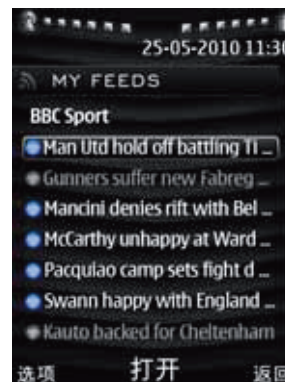 25-05-2010 11:30
MY FEEDS
BBC Sport
Man Utd hold off battling Ti ...
Gunners suffer new Fabreg ...
Mancini denies rift with Bel ...
McCarthy unhappy at Ward ...
Pacquiao camp sets fight d ...
Swann happy with England ...
Kauto backed for Cheltenham
选项 打开 返回